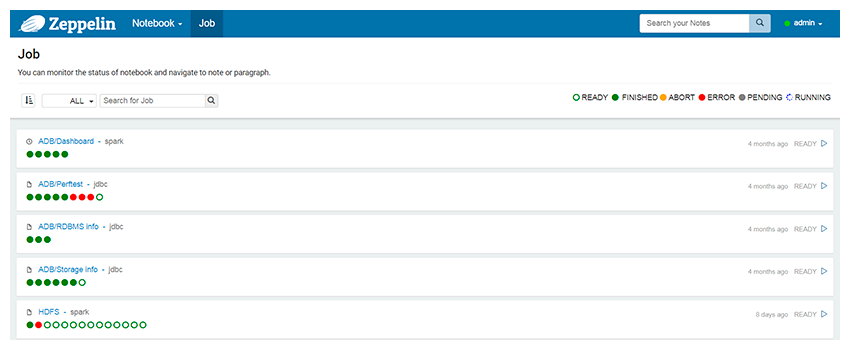 Zeppelin Notebook Job Search your Notes admin
Job
You can monitor the status of notebook and navigate to note or paragraph.
ALL Search for Job READY FINISHED ABORT ERROR PENDING RUNNING
ADB/Dashboard - spark
4 months ago READY
ADB/Perftest - jdbc
4 months ago READY
ADB/RDBMS info - jdbc
4 months ago READY
ADB/Storage info - jdbc
4 months ago READY
HDFS - spark
8 days ago READY